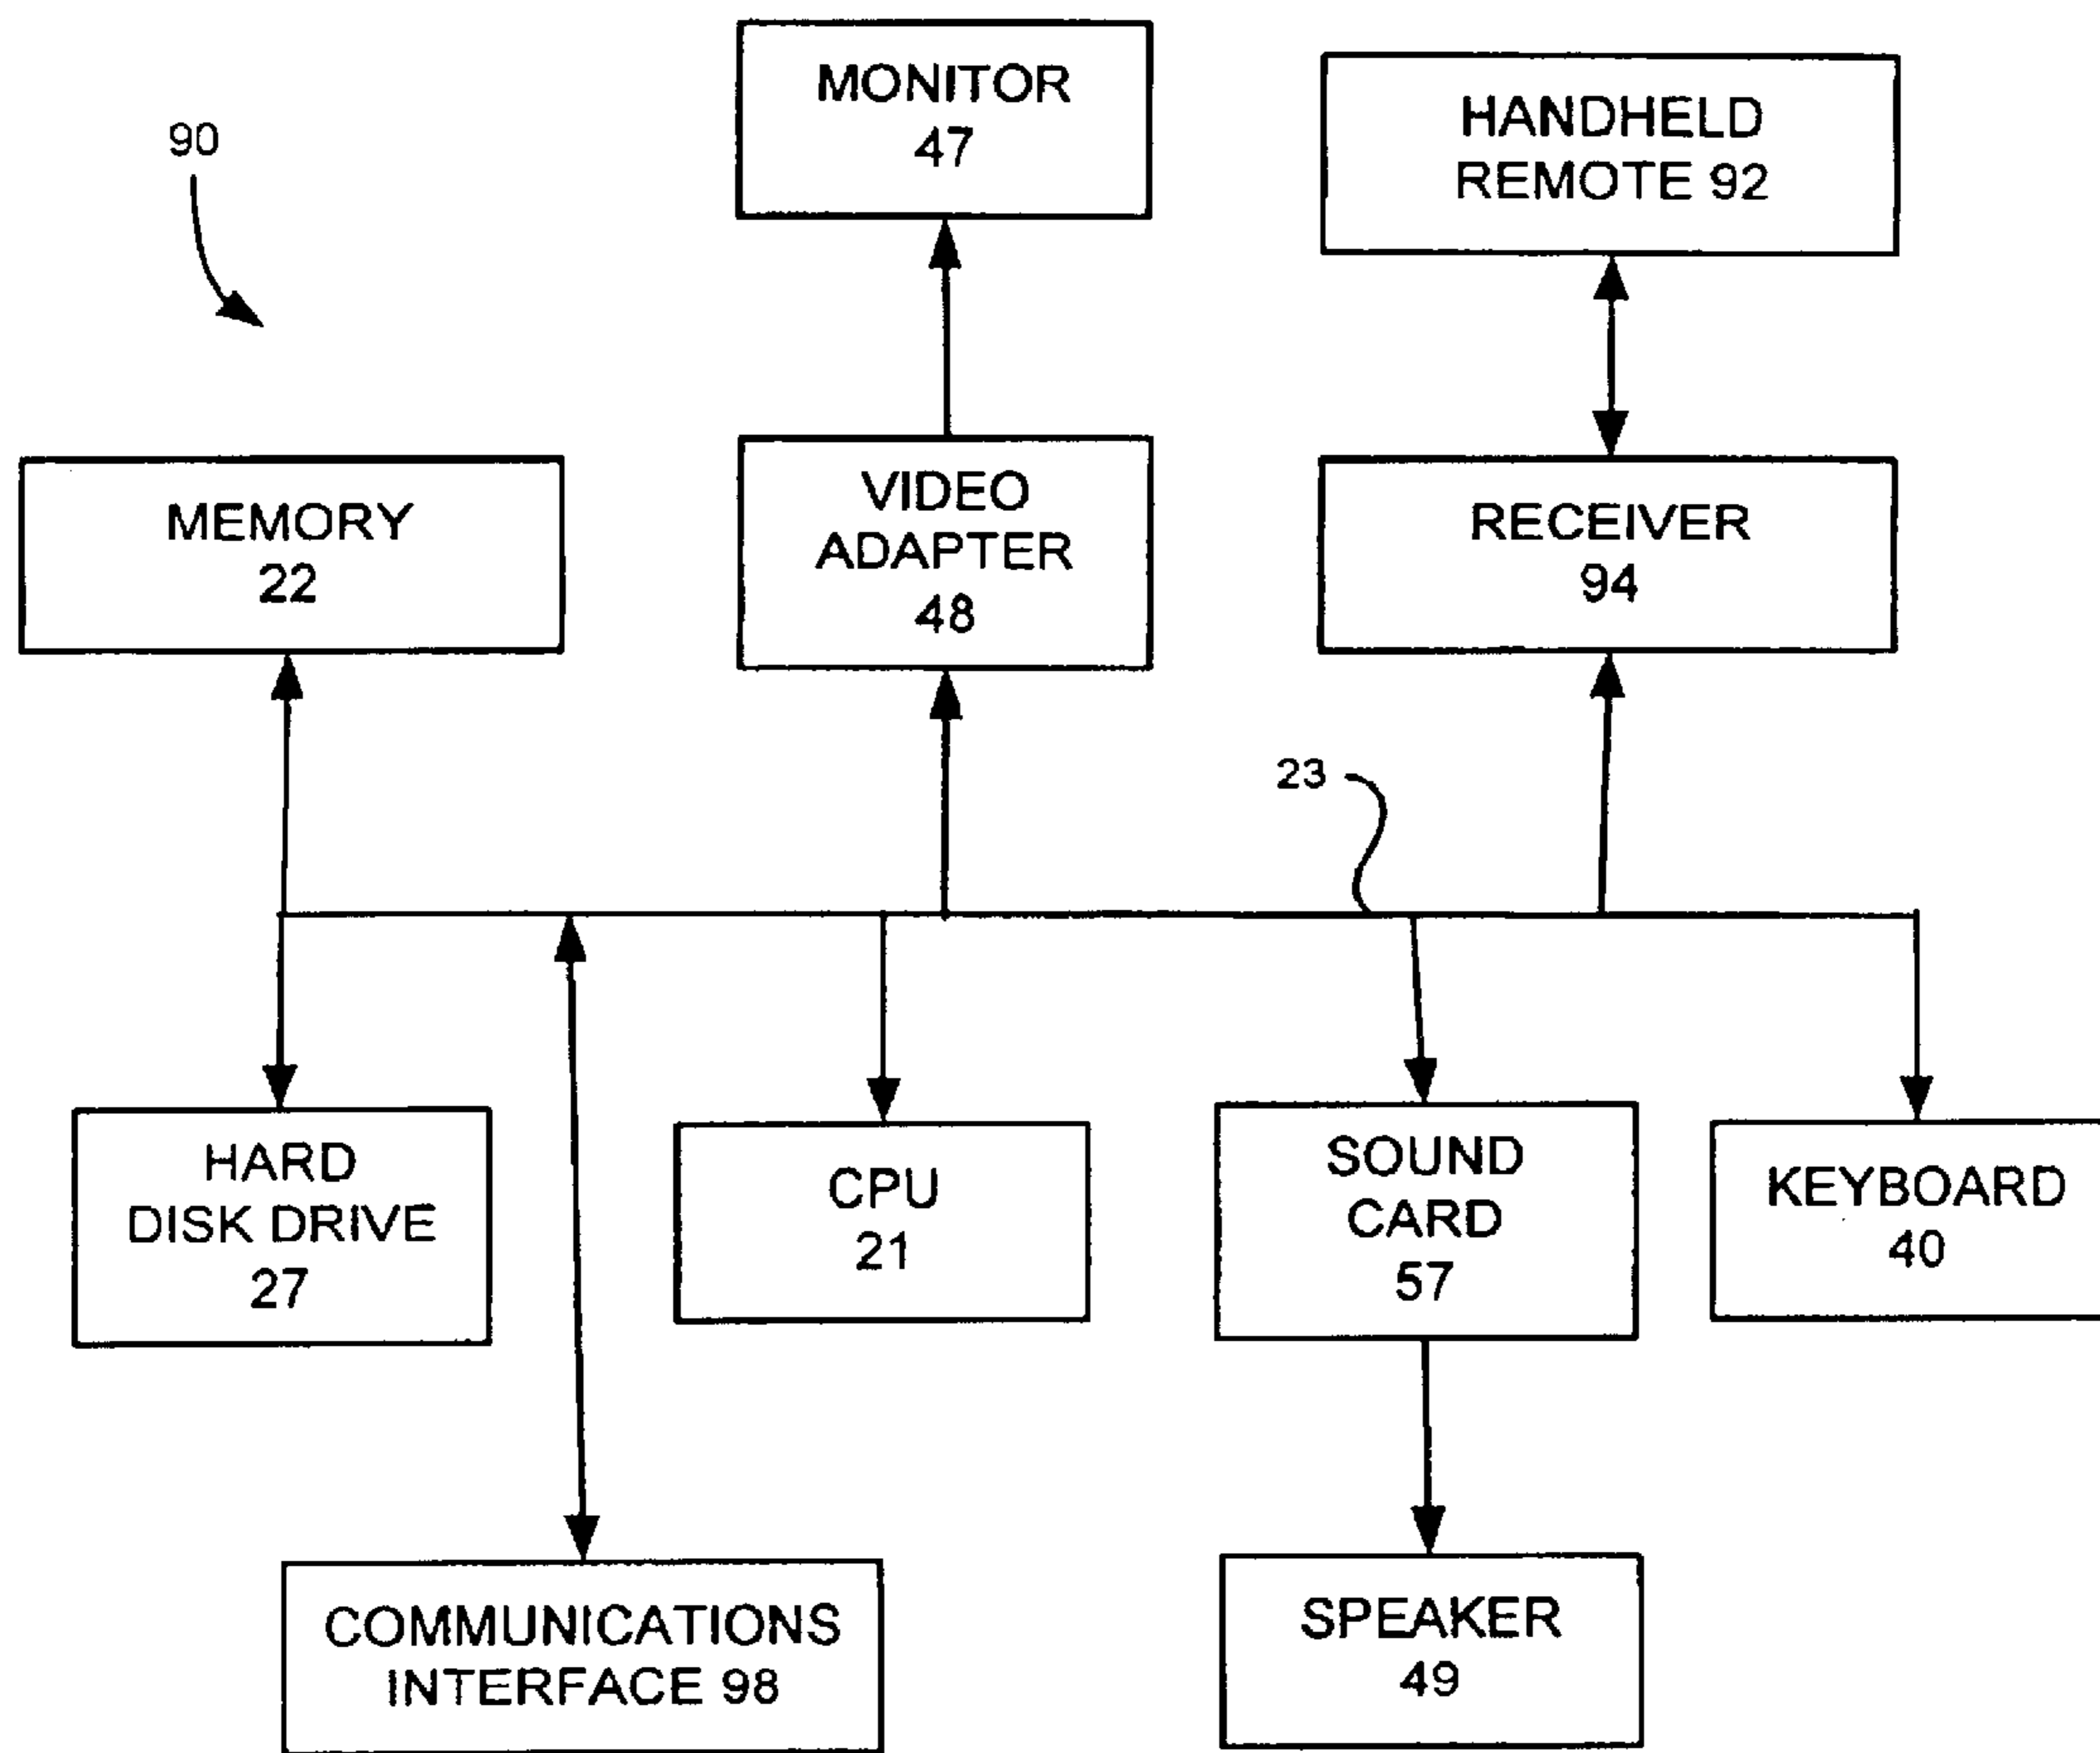 MONITOR
47
HANDHELD
REMOTE 92
90
MEMORY
22
VIDEO
ADAPTER
48
RECEIVER
94
23
HARD
DISK DRIVE
27
CPU
21
SOUND
CARD
57
KEYBOARD
40
COMMUNICATIONS
INTERFACE 98
SPEAKER
49